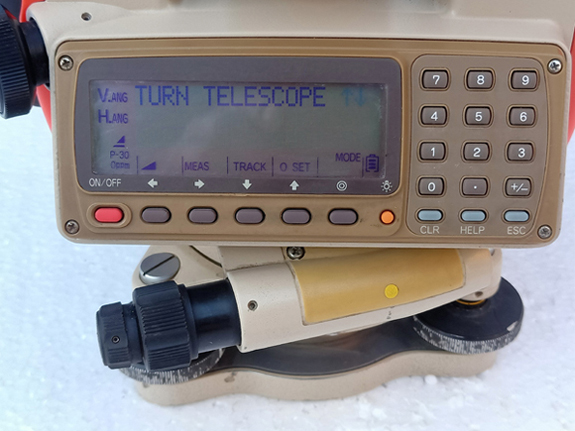 V.ANG TURN TELESCOPE
H.ANG
P-30
0ppm
MEAS TRACK 0 SET MODE
ON/OFF
7 8 9
4 5 6
1 2 3
0 . +/-
CLR HELP ESC